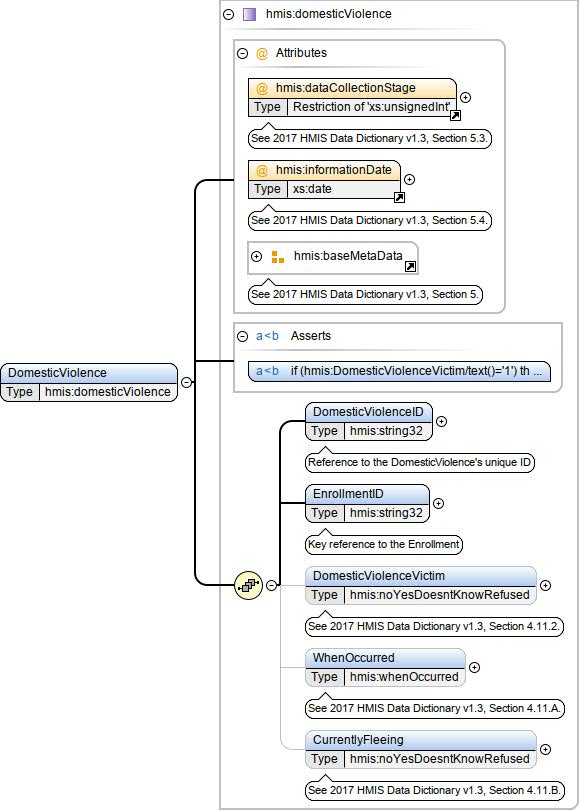 hmis:domesticViolence
@ Attributes
@ hmis:dataCollectionStage
Type Restriction of 'xs:unsignedInt'
See 2017 HMIS Data Dictionary v1.3, Section 5.3.
@ hmis:informationDate
Type xs:date
See 2017 HMIS Data Dictionary v1.3, Section 5.4.
hmis:baseMetaData
See 2017 HMIS Data Dictionary v1.3, Section 5.
a<b Asserts
a<b if (hmis:DomesticViolenceVictim/text()='1') th ...
DomesticViolence
Type hmis:domesticViolence
DomesticViolenceID
Type hmis:string32
Reference to the DomesticViolence's unique ID
EnrollmentID
Type hmis:string32
Key reference to the Enrollment
DomesticViolenceVictim
Type hmis:noYesDoesntKnowRefused
See 2017 HMIS Data Dictionary v1.3, Section 4.11.2.
WhenOccurred
Type hmis:whenOccurred
See 2017 HMIS Data Dictionary v1.3, Section 4.11.A.
CurrentlyFleeing
Type hmis:noYesDoesntKnowRefused
See 2017 HMIS Data Dictionary v1.3, Section 4.11.B.